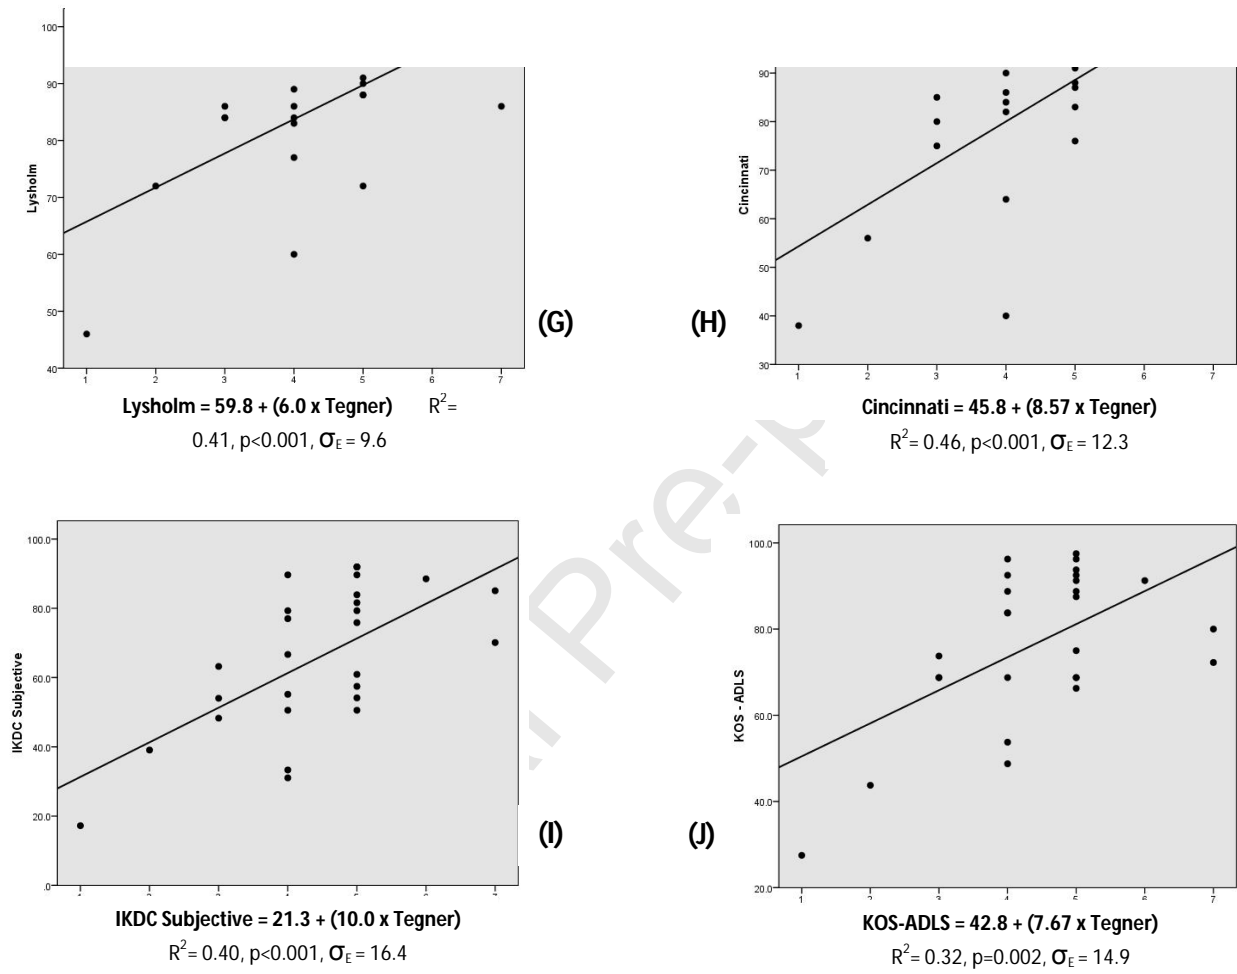 100
90
80
70
60
50
40
Lysholm
1 2 3 4 5 6 7
(G)
Lysholm = 59.8 + (6.0 x Tegner) R²=
0.41, p<0.001, σE = 9.6
90
80
70
60
50
40
30
Cincinnati
1 2 3 4 5 6 7
(H)
Cincinnati = 45.8 + (8.57 x Tegner)
R²= 0.46, p<0.001, σE = 12.3
Pre-p
100.0
80.0
60.0
40.0
20.0
.0
IKDC Subjective
(I)
IKDC Subjective = 21.3 + (10.0 x Tegner)
R²= 0.40, p<0.001, σE = 16.4
100.0
80.0
60.0
40.0
20.0
KOS - ADLS
1 2 3 4 5 6 7
(J)
KOS-ADLS = 42.8 + (7.67 x Tegner)
R²= 0.32, p=0.002, σE = 14.9